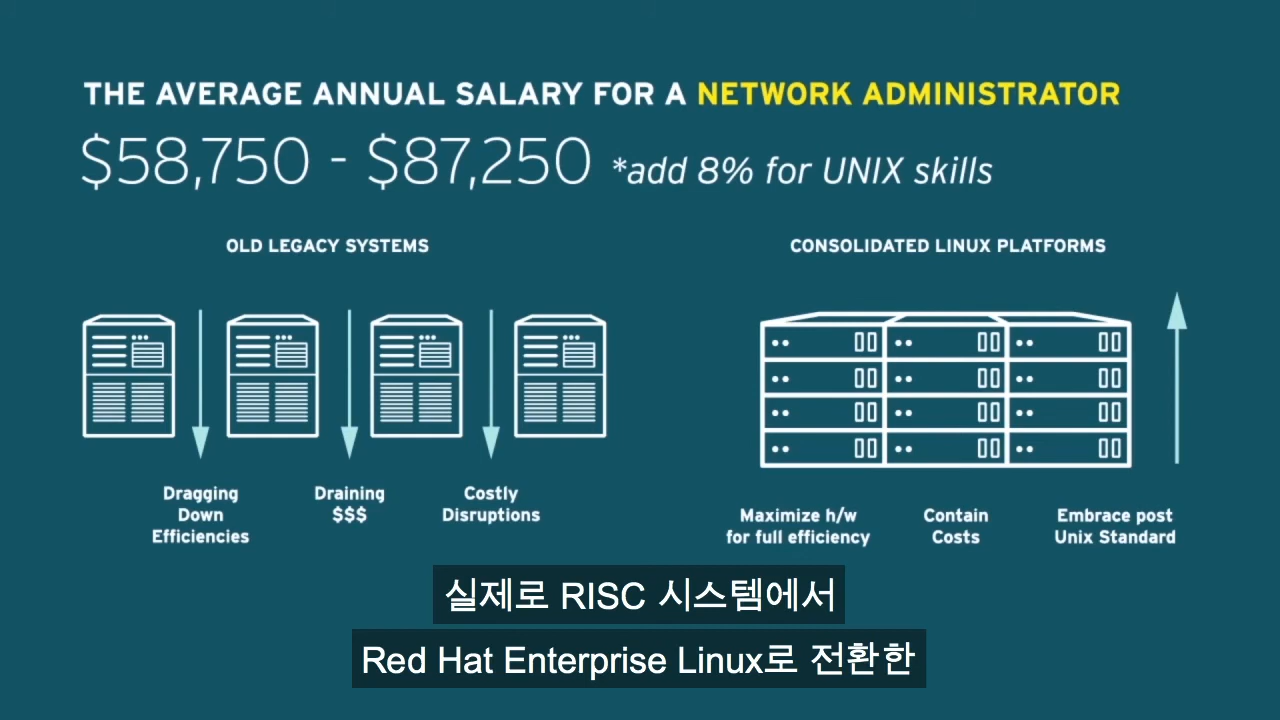 THE AVERAGE ANNUAL SALARY FOR A NETWORK ADMINISTRATOR
$58,750 - $87,250 *add 8% for UNIX skills
OLD LEGACY SYSTEMS
Dragging
Down
Efficiencies
Draining
$$$
Costly
Disruptions
CONSOLIDATED LINUX PLATFORMS
Maximize h/w
for full efficiency
Contain
Costs
Embrace post
Unix Standard
실제로 RISC 시스템에서
Red Hat Enterprise Linux로 전환한